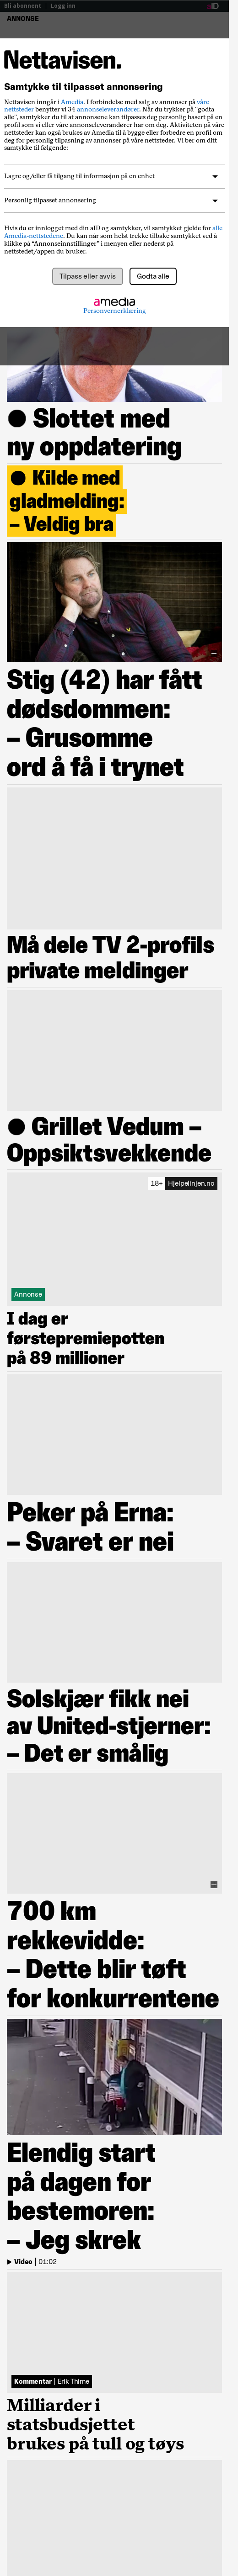 Bli abonnent | Logg inn
aID
ANNONSE
Nettavisen.
Samtykke til tilpasset annonsering
Nettavisen inngår i Amedia. I forbindelse med salg av annonser på våre
nettsteder benytter vi 34 annonseleverandører. Når du trykker på "godta
alle", samtykker du til at annonsene kan tilpasses deg personlig basert på en
profil av hva vi og annonsørene våre har lagret om deg. Aktiviteten på våre
nettsteder kan også brukes av Amedia til å bygge eller forbedre en profil om
deg for personlig tilpasning av annonser på våre nettsteder. Vi ber om ditt
samtykke til følgende:
Lagre og/eller få tilgang til informasjon på en enhet
Personlig tilpasset annonsering
Hvis du er innlogget med din aID og samtykker, vil samtykket gjelde for alle
Amedia-nettstedene. Du kan når som helst trekke tilbake samtykket ved å
klikke på “Annonseinnstillinger” i menyen eller nederst på
nettstedet/appen du bruker.
Tilpass eller avvis
Godta alle
amedia
Personvernerklæring
● Slottet med
ny oppdatering
● Kilde med
gladmelding:
– Veldig bra
Stig (42) har fått
dødsdommen:
– Grusomme
ord å få i trynet
Må dele TV 2-profils
private meldinger
● Grillet Vedum –
Oppsiktsvekkende
18+ Hjelpelinjen.no
Annonse
I dag er
førstepremiepotten
på 89 millioner
Peker på Erna:
– Svaret er nei
Solskjær fikk nei
av United-stjerner:
– Det er smålig
700 km
rekkevidde:
– Dette blir tøft
for konkurrentene
Elendig start
på dagen for
bestemoren:
– Jeg skrek
Video | 01:02
Kommentar | Erik Thime
Milliarder i
statsbudsjettet
brukes på tull og tøys